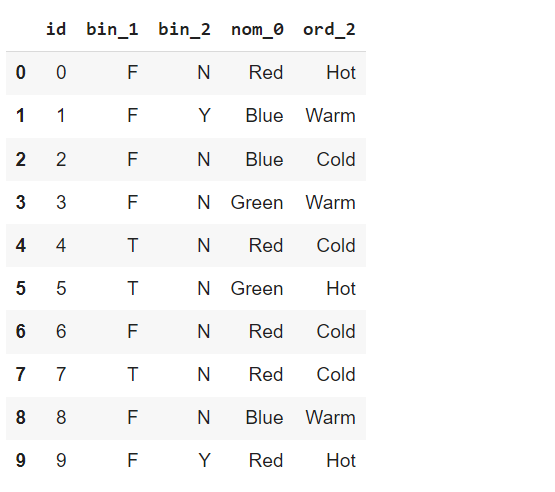 id bin_1 bin_2 nom_0 ord_2
0 0 F N Red Hot
1 1 F Y Blue Warm
2 2 F N Blue Cold
3 3 F N Green Warm
4 4 T N Red Cold
5 5 T N Green Hot
6 6 F N Red Cold
7 7 T N Red Cold
8 8 F N Blue Warm
9 9 F Y Red Hot